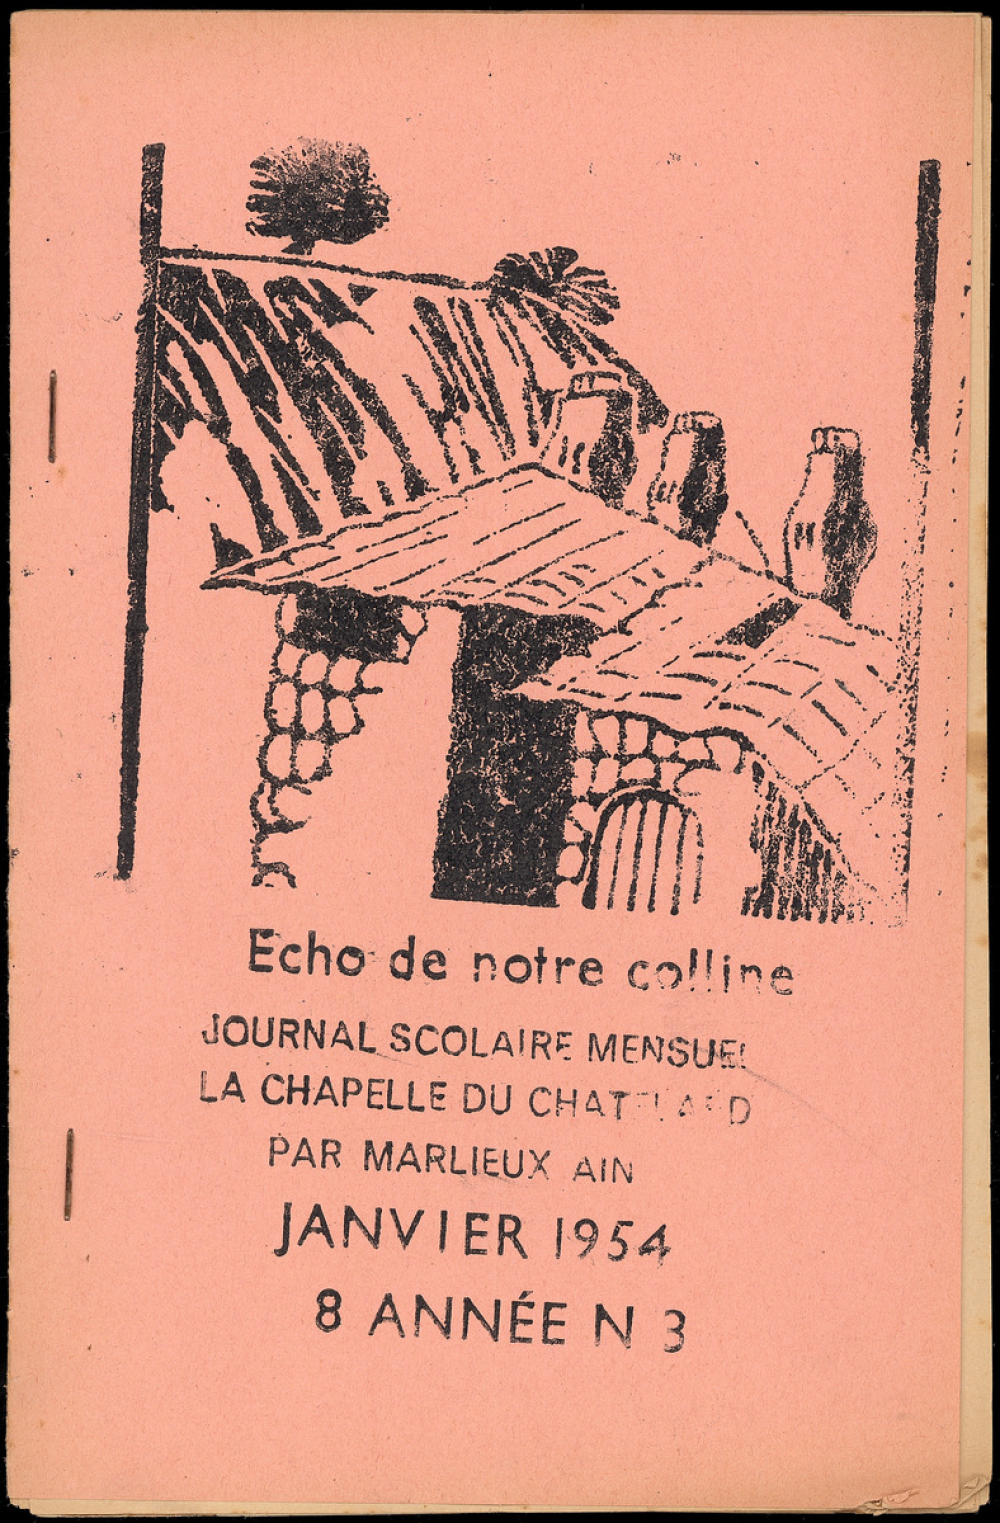 Echo de notre colline
JOURNAL SCOLAIRE MENSUEL
LA CHAPELLE DU CHATELARD
PAR MARLIEUX AIN
JANVIER 1954
8 ANNÉE N 3